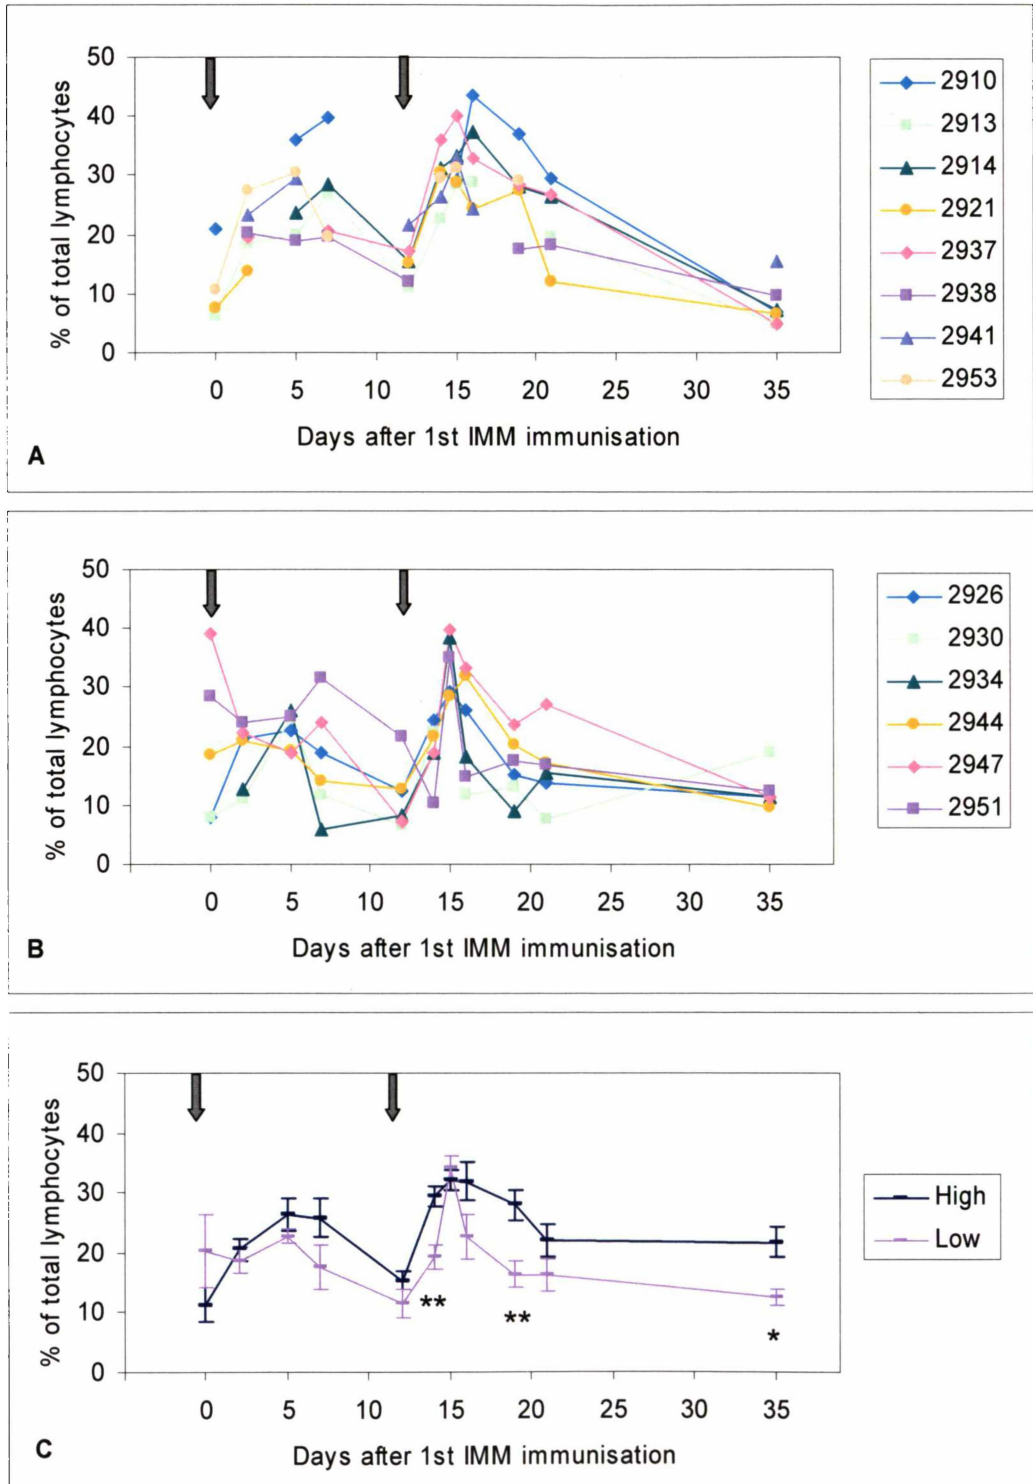 50
40
30
20
10
0
% of total lymphocytes
0 5 10 15 20 25 30 35
Days after 1st IMM immunisation
A
2910
2913
2914
2921
2937
2938
2941
2953
50
40
30
20
10
0
% of total lymphocytes
0 5 10 15 20 25 30 35
Days after 1st IMM immunisation
B
2926
2930
2934
2944
2947
2951
50
40
30
20
10
0
% of total lymphocytes
** ** *
0 5 10 15 20 25 30 35
Days after 1st IMM immunisation
C
High
Low